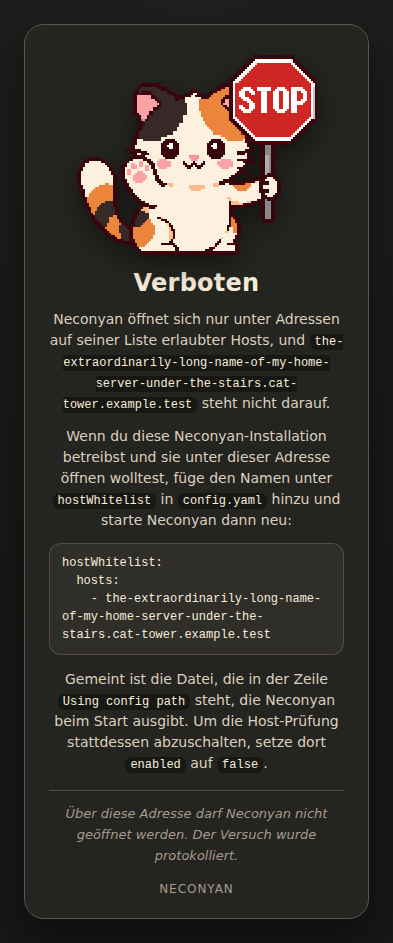 STOP
Verboten
Neconyan öffnet sich nur unter Adressen
auf seiner Liste erlaubter Hosts, und the-
extraordinarily-long-name-of-my-home-
server-under-the-stairs.cat-
tower.example.test steht nicht darauf.
Wenn du diese Neconyan-Installation
betreibst und sie unter dieser Adresse
öffnen wolltest, füge den Namen unter
hostWhitelist in config.yaml hinzu und
starte Neconyan dann neu:
hostWhitelist:
  hosts:
    - the-extraordinarily-long-name-
of-my-home-server-under-the-
stairs.cat-tower.example.test
Gemeint ist die Datei, die in der Zeile
Using config path steht, die Neconyan
beim Start ausgibt. Um die Host-Prüfung
stattdessen abzuschalten, setze dort
enabled auf false.
Über diese Adresse darf Neconyan nicht
geöffnet werden. Der Versuch wurde
protokolliert.
NECONYAN